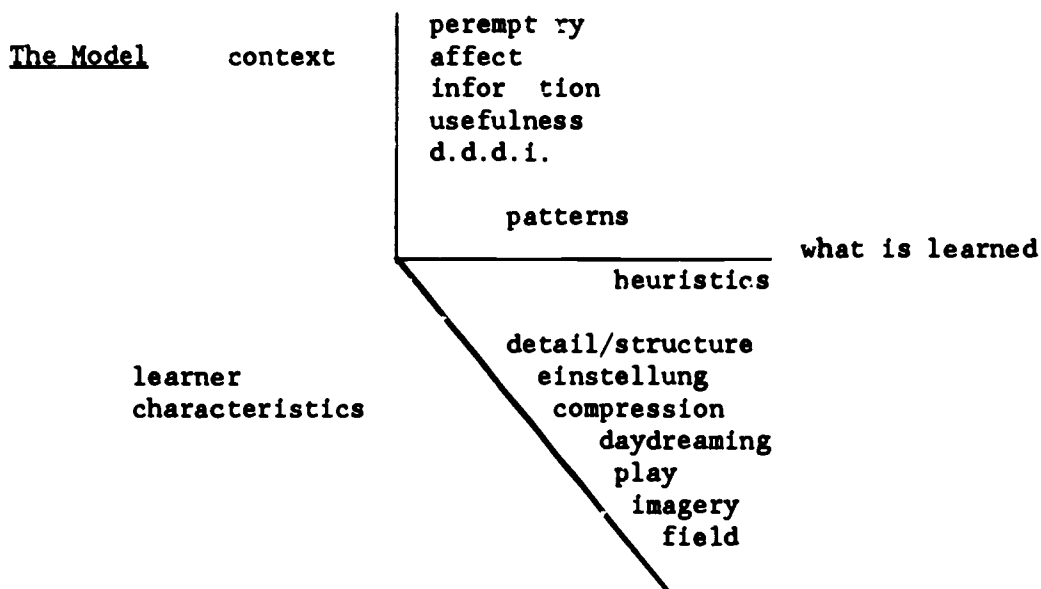 The Model context
perempt ry
affect
infor tion
usefulness
d.d.d.i.
patterns
what is learned
heuristics
detail/structure
learner
einstellung
characteristics
compression
daydreaming
play
imagery
field